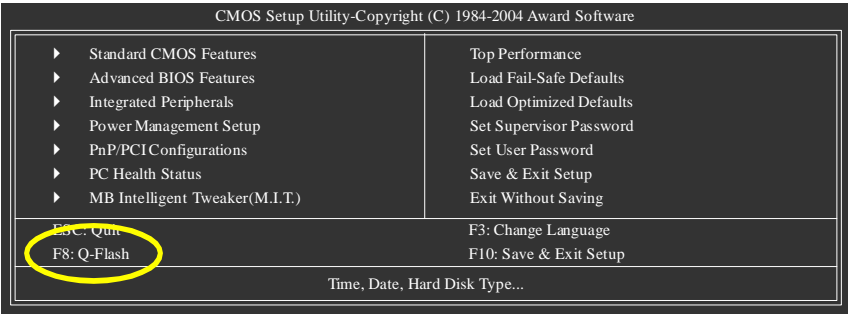 CMOS Setup Utility-Copyright (C) 1984-2004 Award Software
Standard CMOS Features
Advanced BIOS Features
Integrated Peripherals
Power Management Setup
PnP/PCI Configurations
PC Health Status
MB Intelligent Tweaker(M.I.T.)
Top Performance
Load Fail-Safe Defaults
Load Optimized Defaults
Set Supervisor Password
Set User Password
Save & Exit Setup
Exit Without Saving
ESC: Quit
F8: Q-Flash
F3: Change Language
F10: Save & Exit Setup
Time, Date, Hard Disk Type...